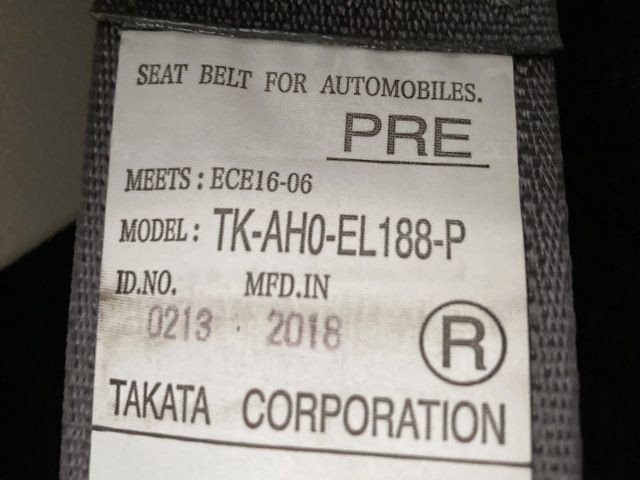 SEAT BELT FOR AUTOMOBILES.
PRE
MEETS: ECE16-06
MODEL: TK-AH0-EL188-P
ID.NO. MFD.IN
0213 . 2018
R
TAKATA CORPORATION